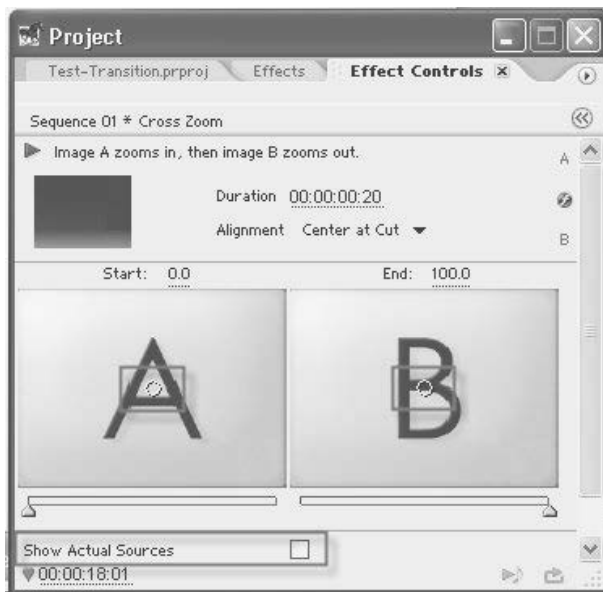 Project
Test-Transition.prproj Effects Effect Controls x
Sequence 01 * Cross Zoom
Image A zooms in, then image B zooms out.
A
Duration 00:00:00:20
Alignment Center at Cut
B
Start: 0.0 End: 100.0
A B
Show Actual Sources
00:00:18:01